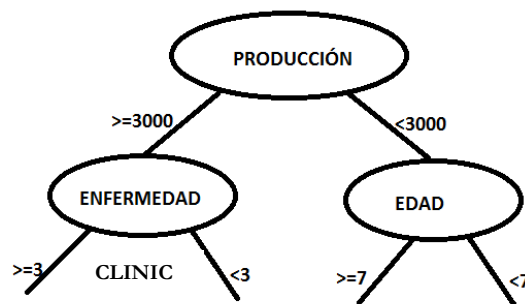 PRODUCCIÓN
>=3000
<3000
ENFERMEDAD
EDAD
>=3
CLINIC
<3
>=7
<7